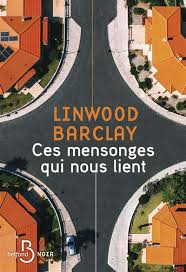 LINWOOD
BARCLAY
Ces mensonges
qui nous lient
belfond
NOIR